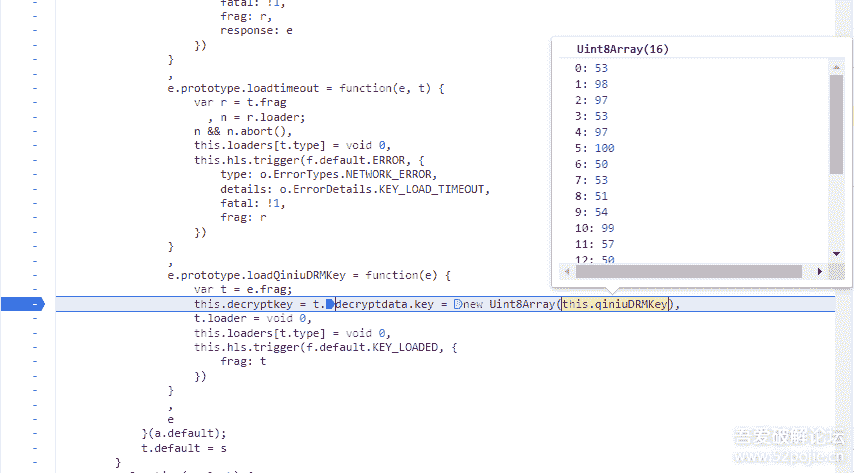 fatal: !1,
frag: r,
response: e
})
}
,
e.prototype.loadtimeout = function(e, t) {
var r = t.frag
, n = r.loader;
n && n.abort(),
this.loaders[t.type] = void 0,
this.hls.trigger(f.default.ERROR, {
type: o.ErrorTypes.NETWORK_ERROR,
details: o.ErrorDetails.KEY_LOAD_TIMEOUT,
fatal: !1,
frag: r
})
}
,
e.prototype.loadQiniuDRMKey = function(e) {
var t = e.frag;
this.decryptkey = t.decryptdata.key = new Uint8Array(this.qiniuDRMKey),
t.loader = void 0,
this.loaders[t.type] = void 0,
this.hls.trigger(f.default.KEY_LOADED, {
frag: t
})
}
,
e
}(a.default);
t.default = s
}
Uint8Array(16)
0: 53
1: 98
2: 97
3: 53
4: 97
5: 100
6: 50
7: 53
8: 51
9: 54
10: 99
11: 57
12: 50
吾爱破解论坛
www.52pojie.cn